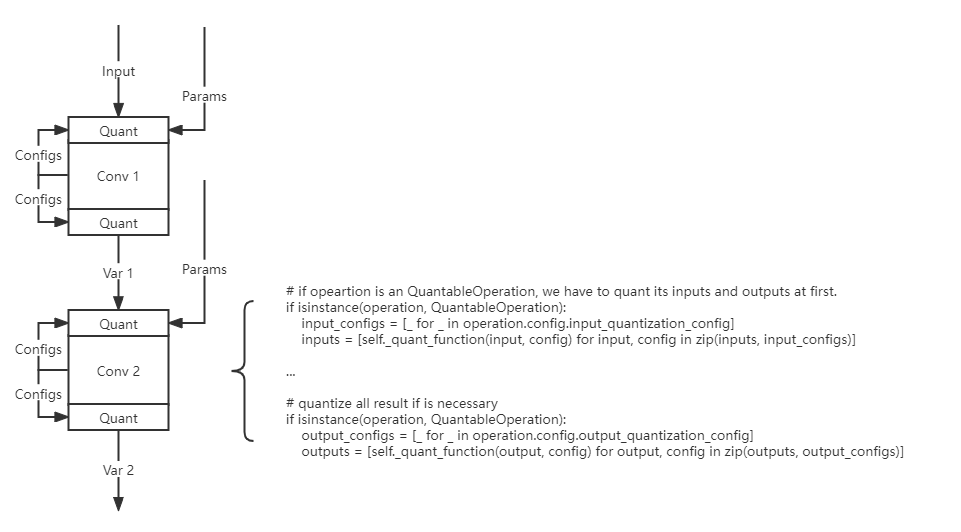 Input
Params
Quant
Configs
Conv 1
Configs
Quant
Var 1
Params
Quant
Configs
Conv 2
Configs
Quant
Var 2
# if opeartion is an QuantableOperation, we have to quant its inputs and outputs at first.
if isinstance(operation, QuantableOperation):
input_configs = [_ for _ in operation.config.input_quantization_config]
inputs = [self._quant_function(input, config) for input, config in zip(inputs, input_configs)]
...
# quantize all result if is necessary
if isinstance(operation, QuantableOperation):
output_configs = [_ for _ in operation.config.output_quantization_config]
outputs = [self._quant_function(output, config) for output, config in zip(outputs, output_configs)]